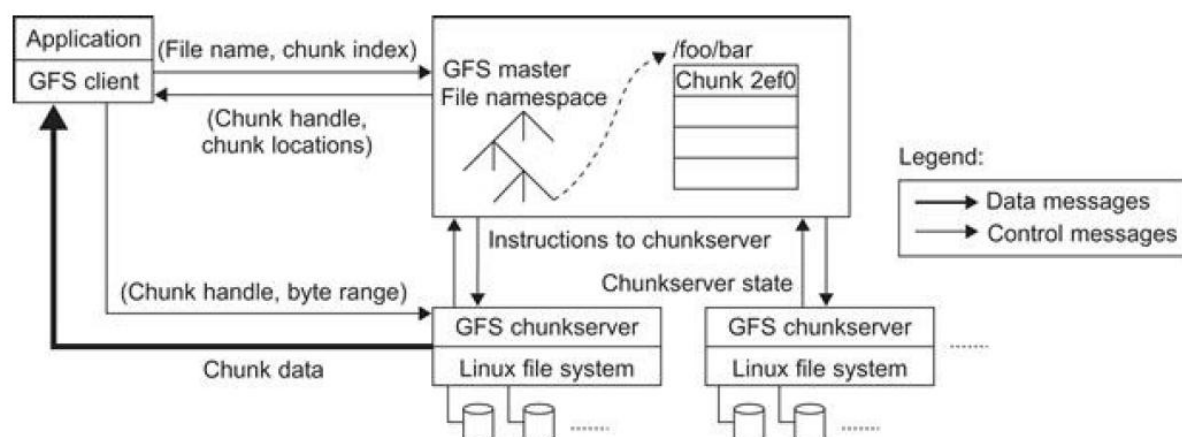 Application
GFS client
(File name, chunk index)
(Chunk handle,
chunk locations)
GFS master
File namespace
/foo/bar
Chunk 2ef0
Legend:
Data messages
Control messages
Instructions to chunkserver
Chunkserver state
(Chunk handle, byte range)
Chunk data
GFS chunkserver
Linux file system
GFS chunkserver
Linux file system